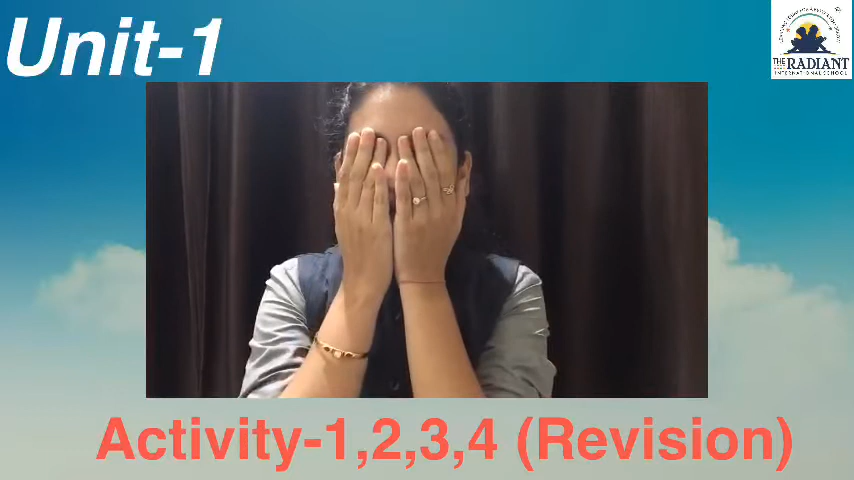 Unit-1
THE RADIANT
INTERNATIONAL SCHOOL
Activity-1,2,3,4 (Revision)